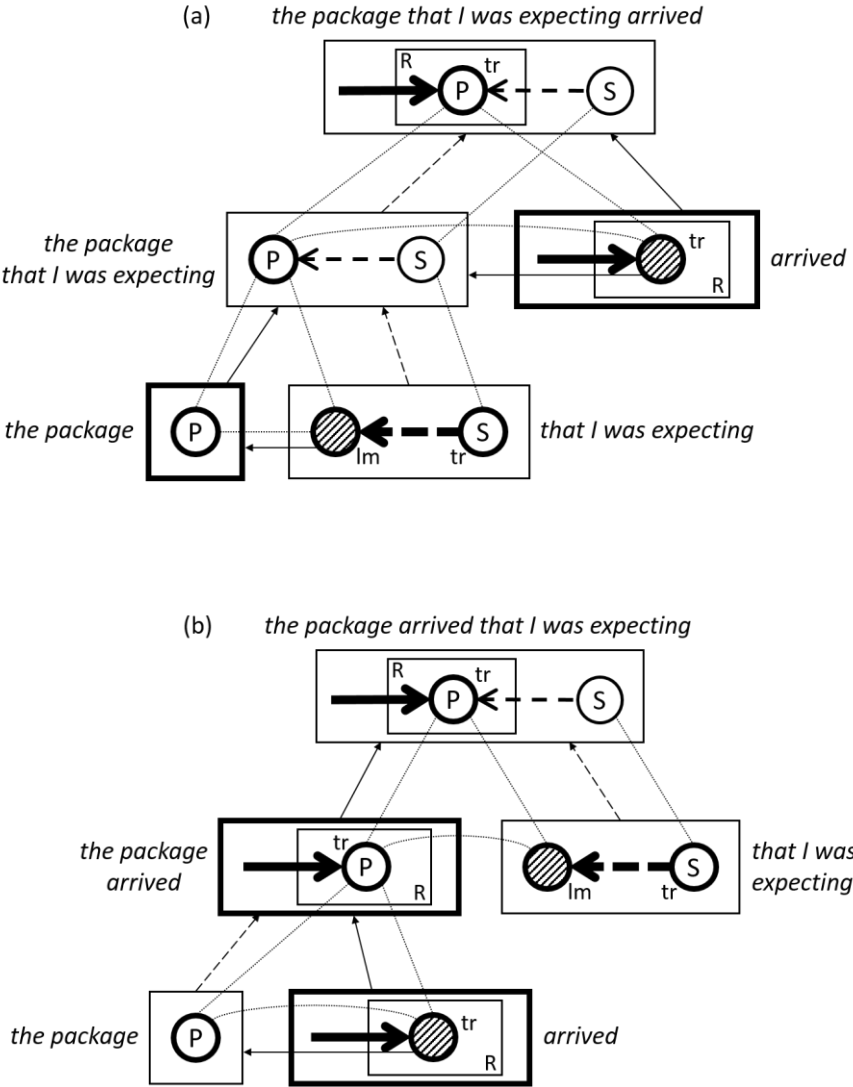 (a) the package that I was expecting arrived
R P tr S
the package
that I was expecting
P S
tr R
arrived
the package
P
lm tr S
that I was expecting
(b) the package arrived that I was expecting
R P tr S
the package
arrived
tr P R
lm tr S
that I was
expecting
the package
P
tr R
arrived